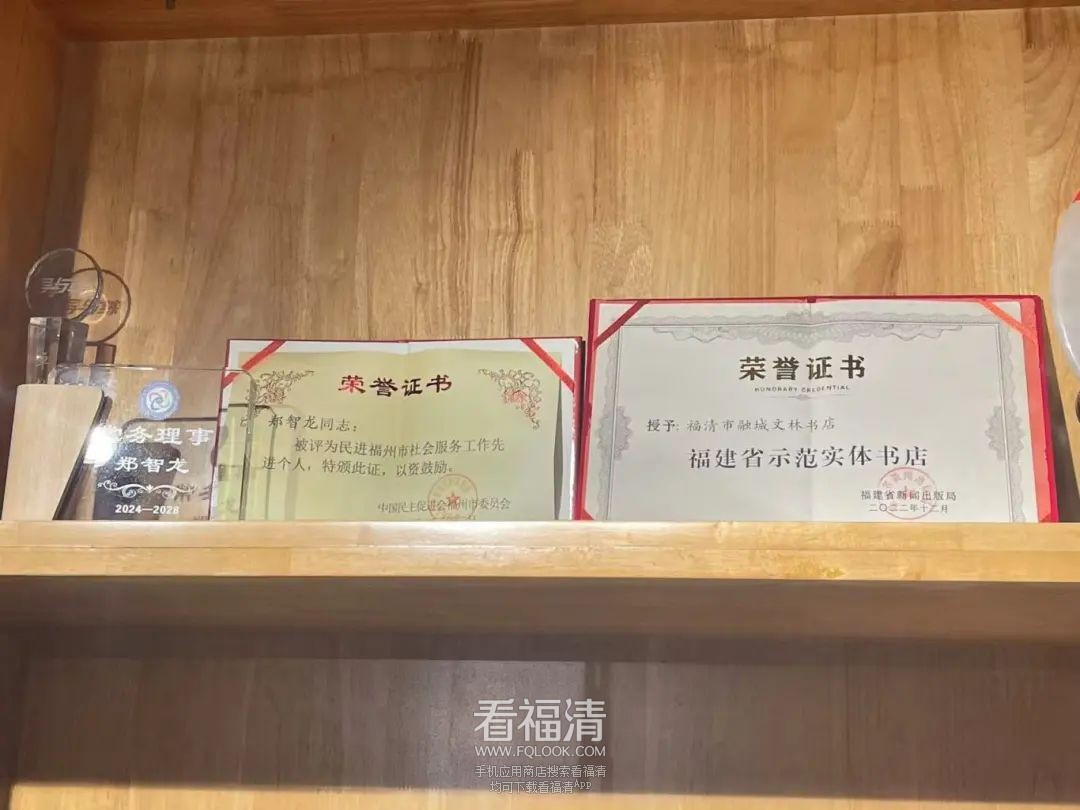 务理事
郑智龙
2024—2028
荣誉证书
郑智龙同志：
被评为民进福州市社会服务工作先
进个人，特颁此证，以资鼓励。
中国民主促进会福州市委员会
荣誉证书
HONORARY CREDENTIAL
授予：福清市融城文林书店
福建省示范实体书店
福建省新闻出版局
二〇二二年十二月
看福清
WWW.FQLOOK.COM
手机应用商店搜索看福清
均可下载看福清APP